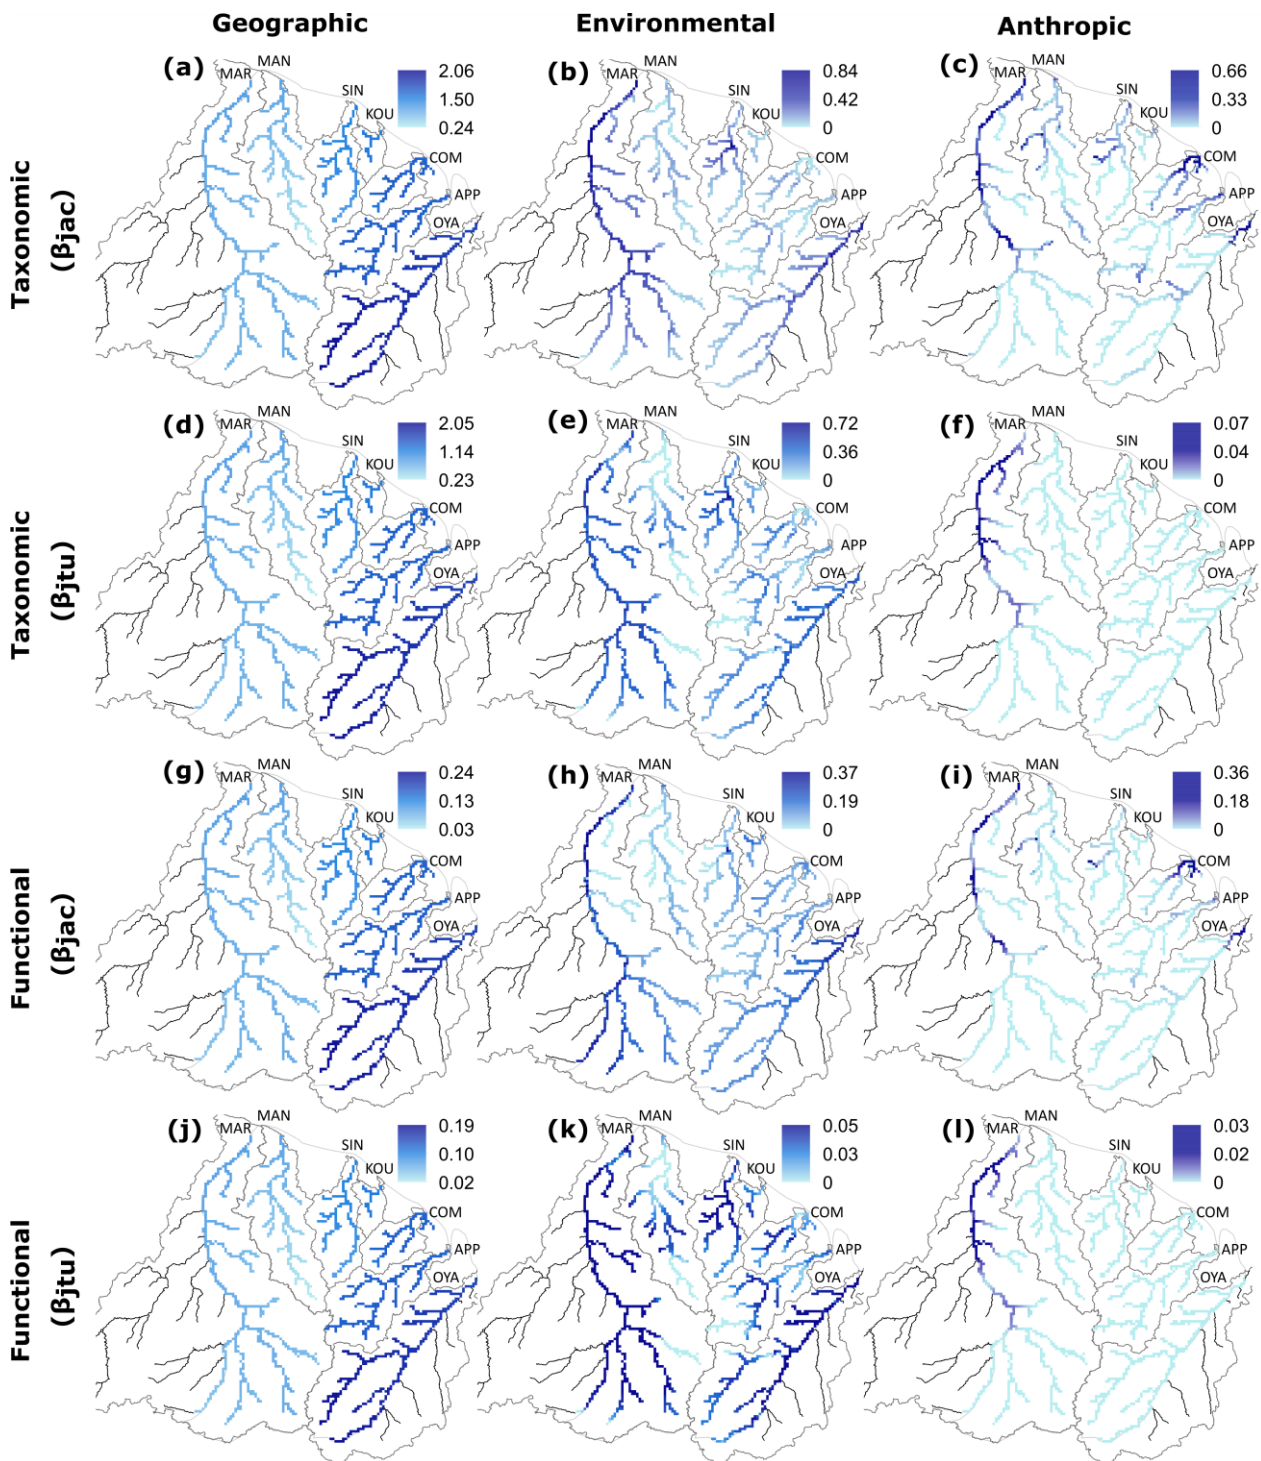 Geographic Environmental Anthropic
Taxonomic (βjac)
(a) MAR MAN SIN KOU COM APP OYA 2.06 1.50 0.24
(b) MAR MAN SIN KOU COM APP OYA 0.84 0.42 0
(c) MAR MAN SIN KOU COM APP OYA 0.66 0.33 0
Taxonomic (βjtu)
(d) MAR MAN SIN KOU COM APP OYA 2.05 1.14 0.23
(e) MAR MAN SIN KOU COM APP OYA 0.72 0.36 0
(f) MAR MAN SIN KOU COM APP OYA 0.07 0.04 0
Functional (βjac)
(g) MAR MAN SIN KOU COM APP OYA 0.24 0.13 0.03
(h) MAR MAN SIN KOU COM APP OYA 0.37 0.19 0
(i) MAR MAN SIN KOU COM APP OYA 0.36 0.18 0
Functional (βjtu)
(j) MAR MAN SIN KOU COM APP OYA 0.19 0.10 0.02
(k) MAR MAN SIN KOU COM APP OYA 0.05 0.03 0
(l) MAR MAN SIN KOU COM APP OYA 0.03 0.02 0